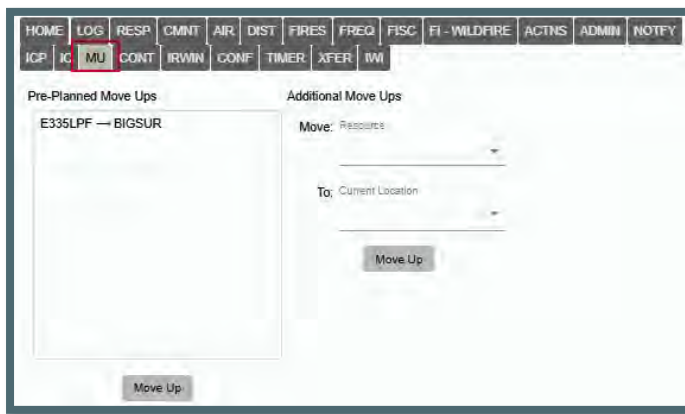 HOME LOG RESP CMNT AIR DIST FIRES FREQ FISC FI - WILDFIRE ACTNS ADMIN NOTFY
ICP IC MU CONT IRWIN CONF TIMER XFER IWI
Pre-Planned Move Ups
E335LPF → BIGSUR
Move Up
Additional Move Ups
Move: Resource
To: Current Location
Move Up